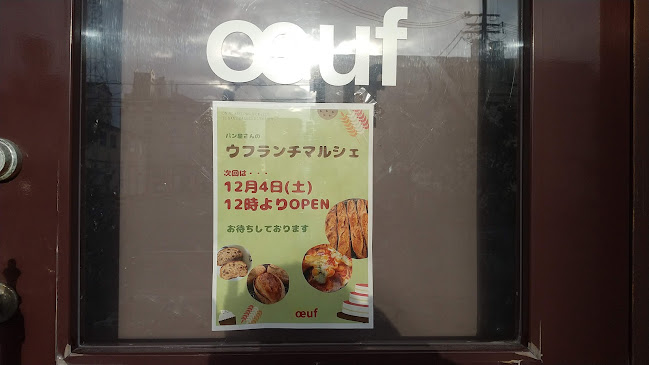 œuf
パン屋さんの
ウフランチマルシェ
次回は・・・
12月4日(土)
12時よりOPEN
お待ちしております
œuf